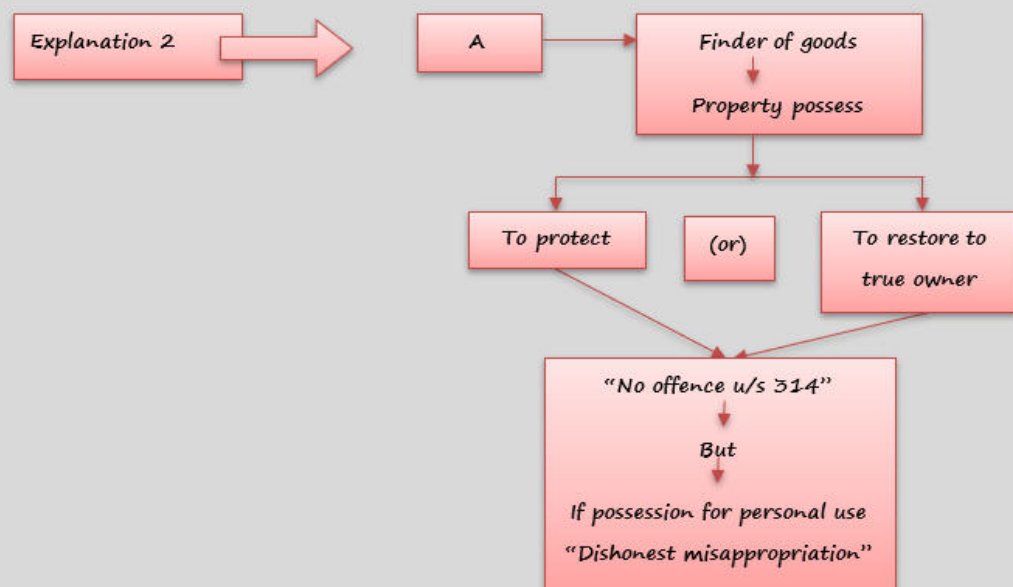 Explanation 2
A
Finder of goods
Property possess
To protect
(or)
To restore to
true owner
“No offence u/s 314”
But
If possession for personal use
“Dishonest misappropriation”